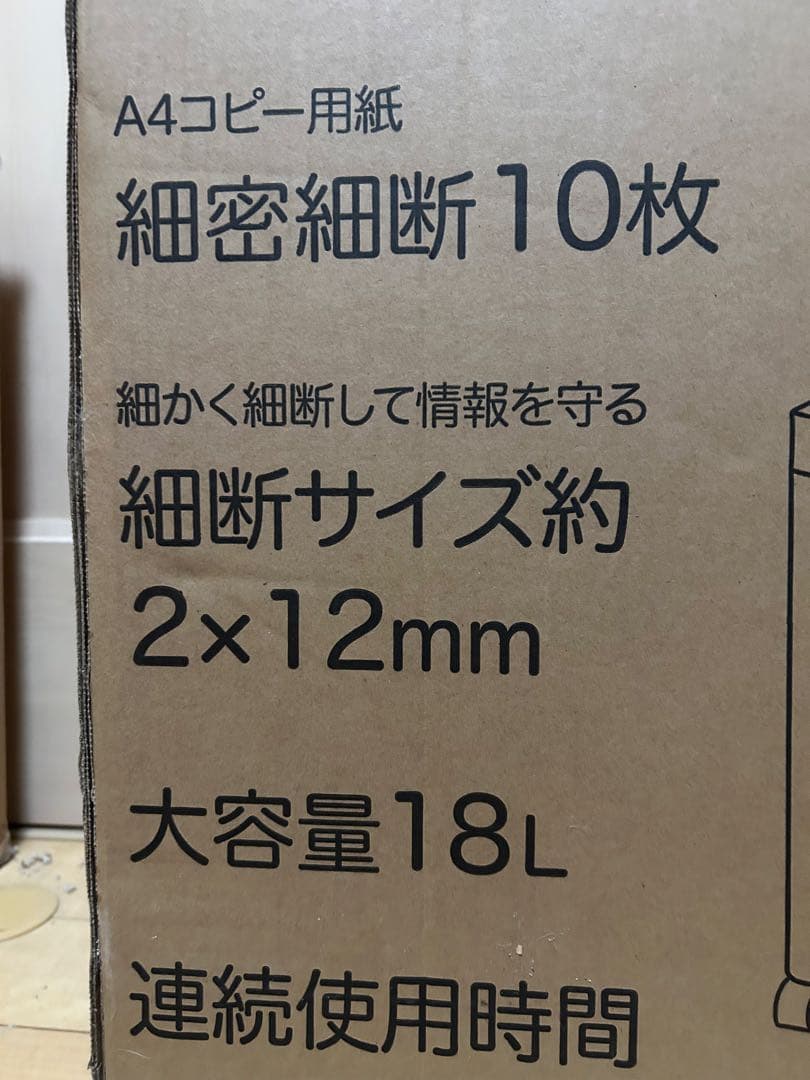 A4コピー用紙
細密細断10枚
細かく細断して情報を守る
細断サイズ約
2×12mm
大容量18L
連続使用時間